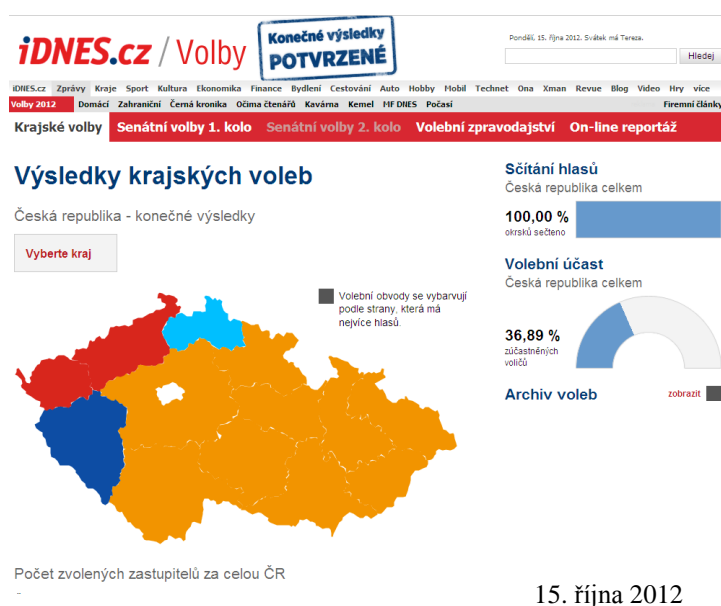 iDNES.cz / Volby
Konečné výsledky
POTVRZENÉ
Pondělí, 15. října 2012. Svátek má Tereza.
Hledej
iDNES.cz Zprávy Kraje Sport Kultura Ekonomika Finance Bydlení Cestování Auto Hobby Mobil Technet Ona Xman Revue Blog Video Hry více
Volby 2012 Domácí Zahraniční Černá kronika Očima čtenářů Kavárna Kemel MF DNES Počasí Firemní články
Krajské volby Senátní volby 1. kolo Senátní volby 2. kolo Volební zpravodajství On-line reportáž
Výsledky krajských voleb
Česká republika - konečné výsledky
Vyberte kraj
Volební obvody se vybarvují
podle strany, která má
nejvíce hlasů.
Sčítání hlasů
Česká republika celkem
100,00 %
okrsků sečteno
Volební účast
Česká republika celkem
36,89 %
zúčastněných
voličů
Archiv voleb
zobrazit
Počet zvolených zastupitelů za celou ČR
15. října 2012